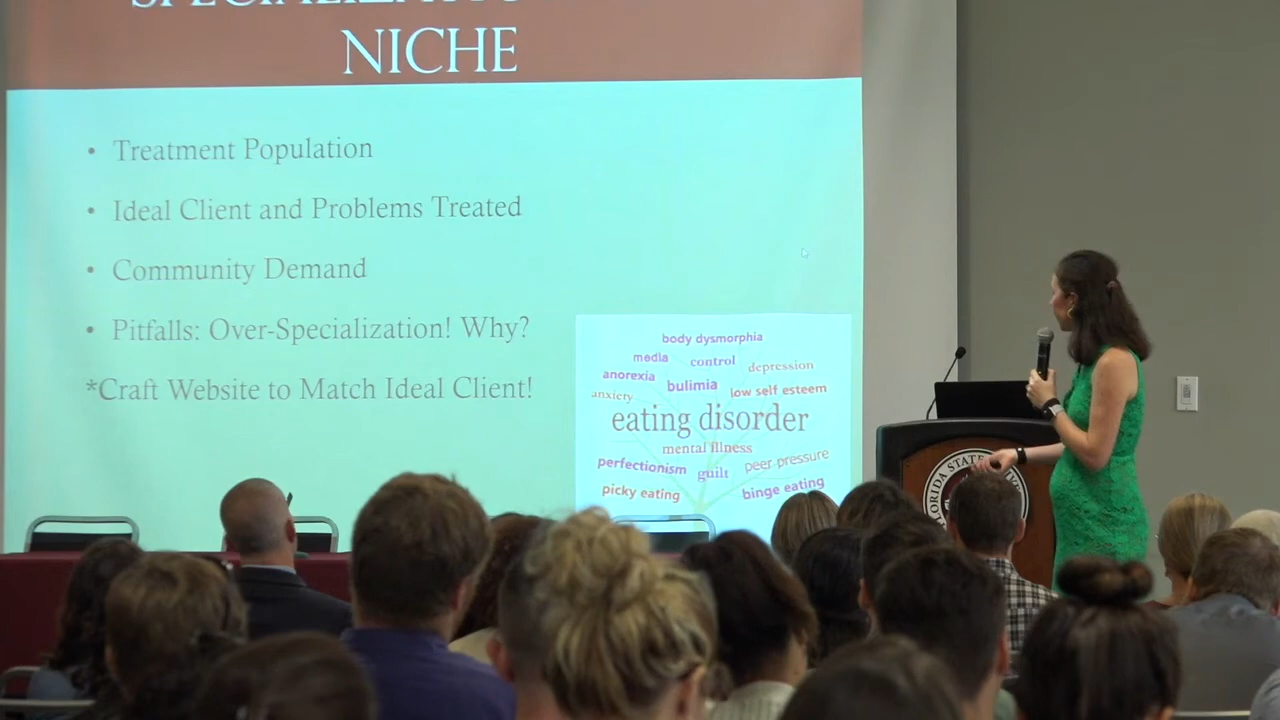 NICHE
• Treatment Population
• Ideal Client and Problems Treated
• Community Demand
• Pitfalls: Over-Specialization! Why?
*Craft Website to Match Ideal Client!
body dysmorphia
media control depression
anorexia bulimia low self esteem
anxiety
eating disorder
mental illness
perfectionism guilt peer pressure
picky eating binge eating
FLORIDA STATE